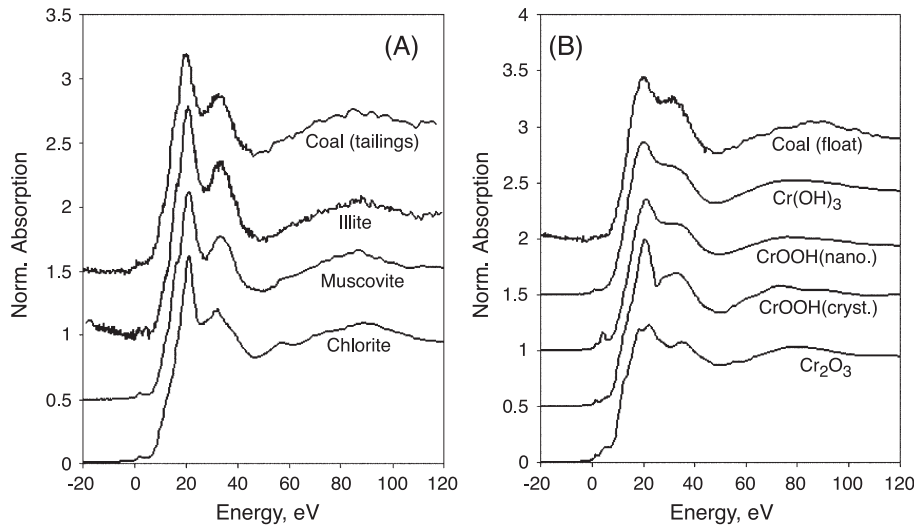 (A)
3.5
3
2.5
2
1.5
1
0.5
0
-20 0 20 40 60 80 100 120
Norm. Absorption
Energy, eV
Coal (tailings)
Illite
Muscovite
Chlorite
(B)
4
3.5
3
2.5
2
1.5
1
0.5
0
-20 0 20 40 60 80 100 120
Norm. Absorption
Energy, eV
Coal (float)
Cr(OH)3
CrOOH(nano.)
CrOOH(cryst.)
Cr2O3